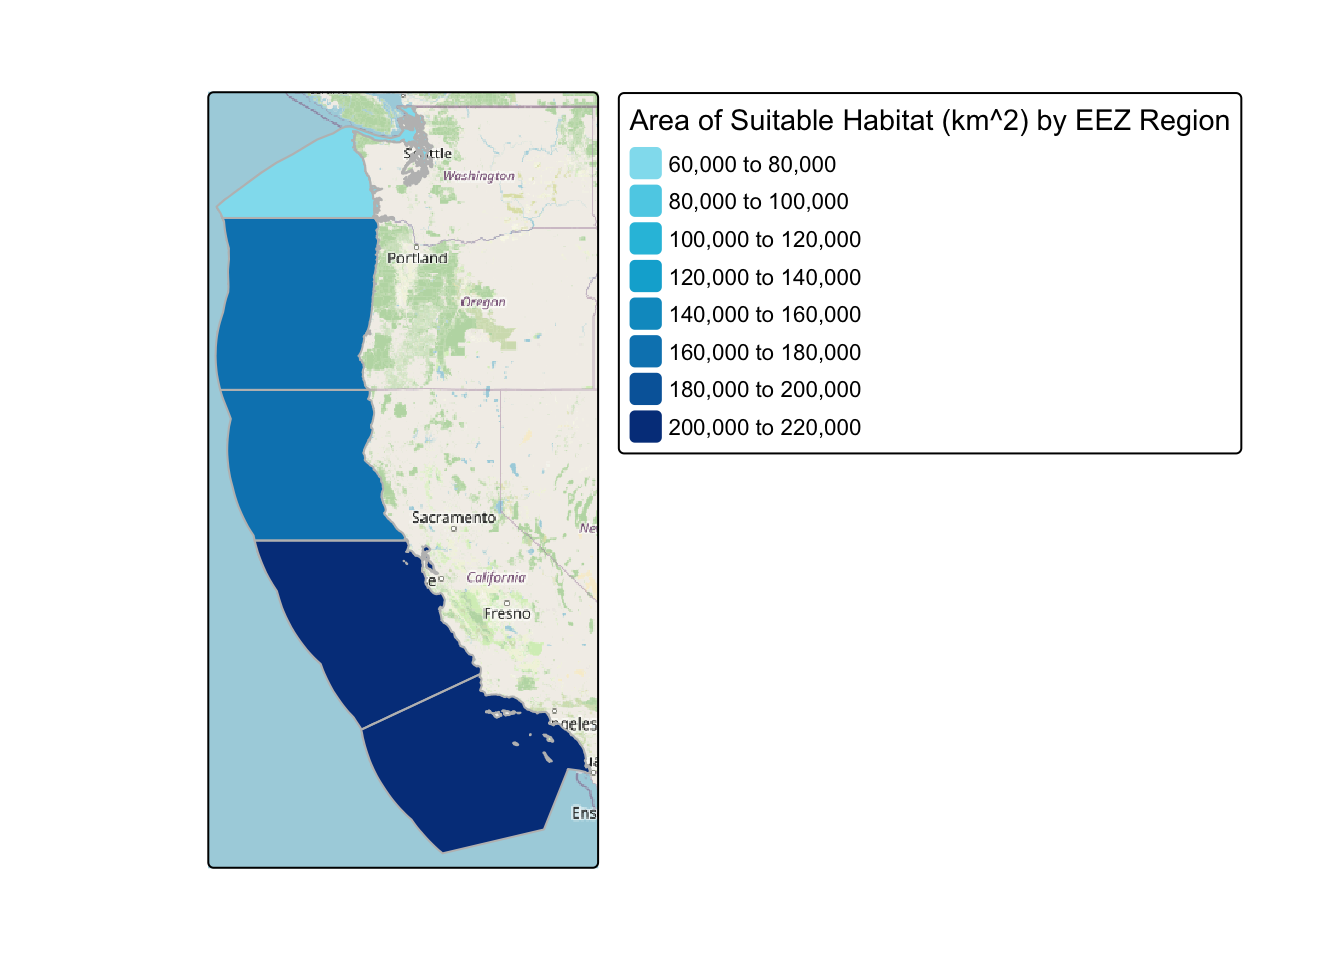 Area of Suitable Habitat (km^2) by EEZ Region
60,000 to 80,000
80,000 to 100,000
100,000 to 120,000
120,000 to 140,000
140,000 to 160,000
160,000 to 180,000
180,000 to 200,000
200,000 to 220,000
Washington
Portland
Oregon
Sacramento
Ne
e
California
Fresno
ngeles
Ens